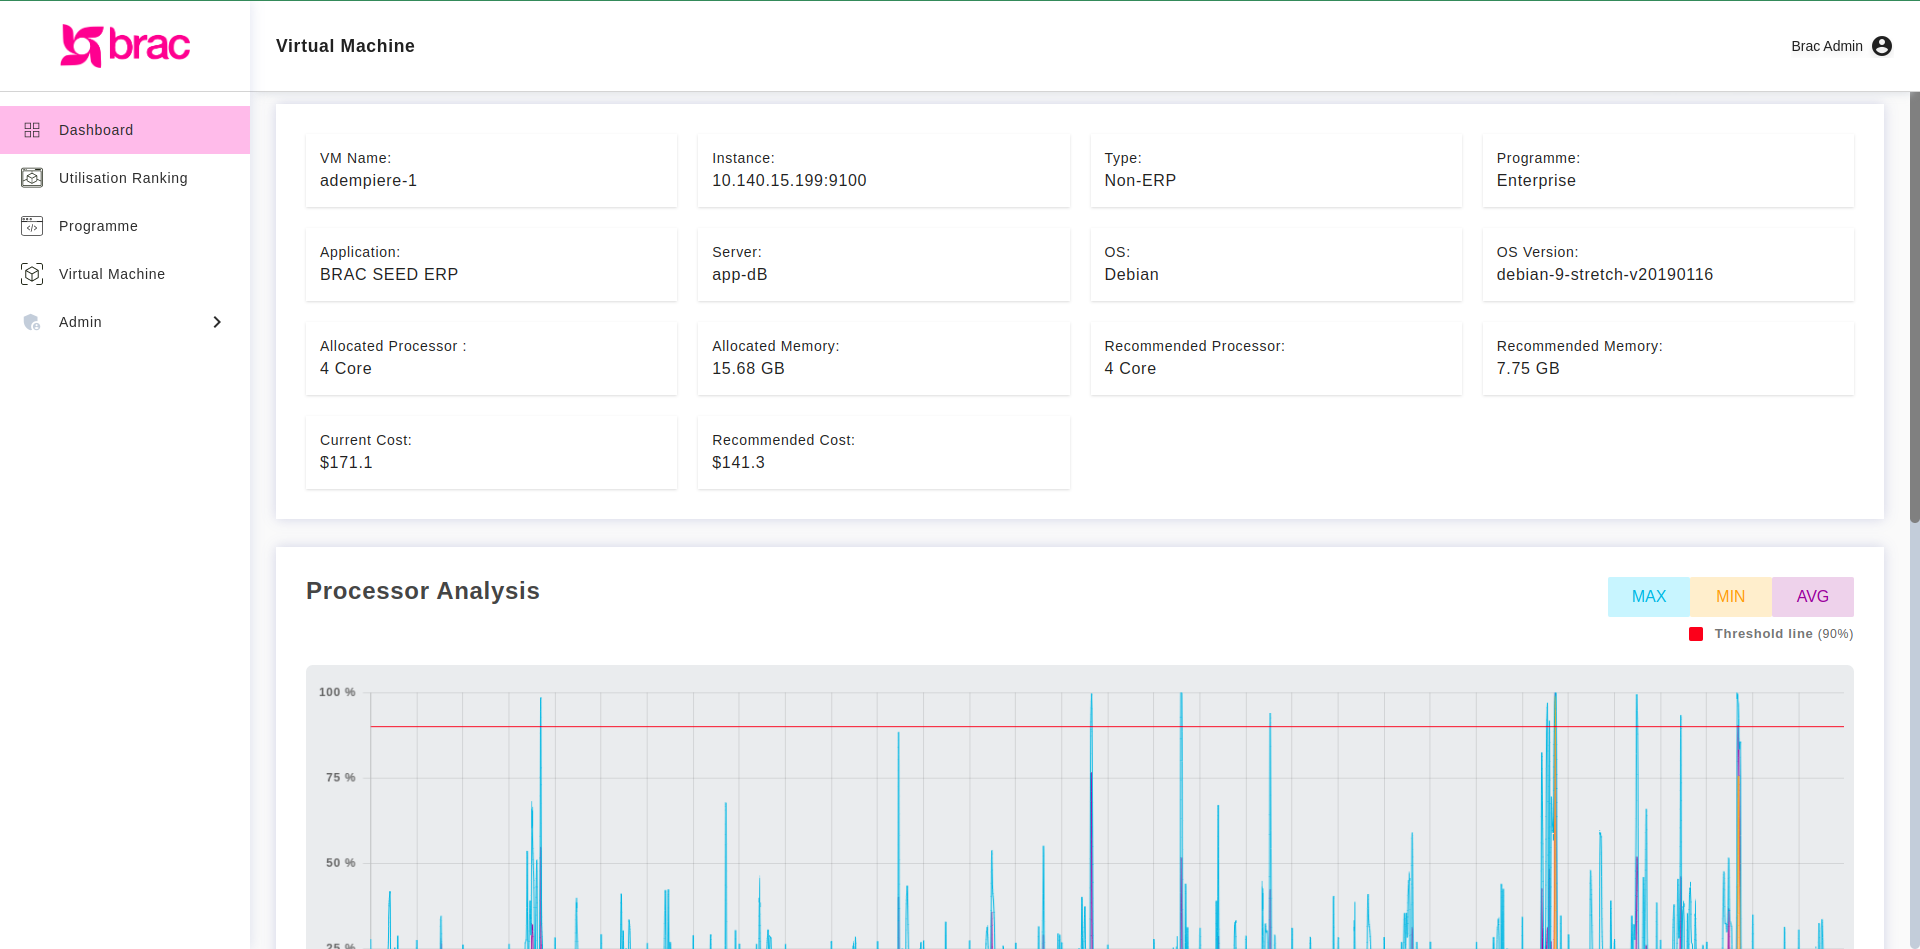 brac
Virtual Machine
Brac Admin
Dashboard
Utilisation Ranking
Programme
Virtual Machine
Admin
VM Name:
adempiere-1
Instance:
10.140.15.199:9100
Type:
Non-ERP
Programme:
Enterprise
Application:
BRAC SEED ERP
Server:
app-dB
OS:
Debian
OS Version:
debian-9-stretch-v20190116
Allocated Processor :
4 Core
Allocated Memory:
15.68 GB
Recommended Processor:
4 Core
Recommended Memory:
7.75 GB
Current Cost:
$171.1
Recommended Cost:
$141.3
Processor Analysis
MAX
MIN
AVG
Threshold line (90%)
100 %
75 %
50 %
25 %